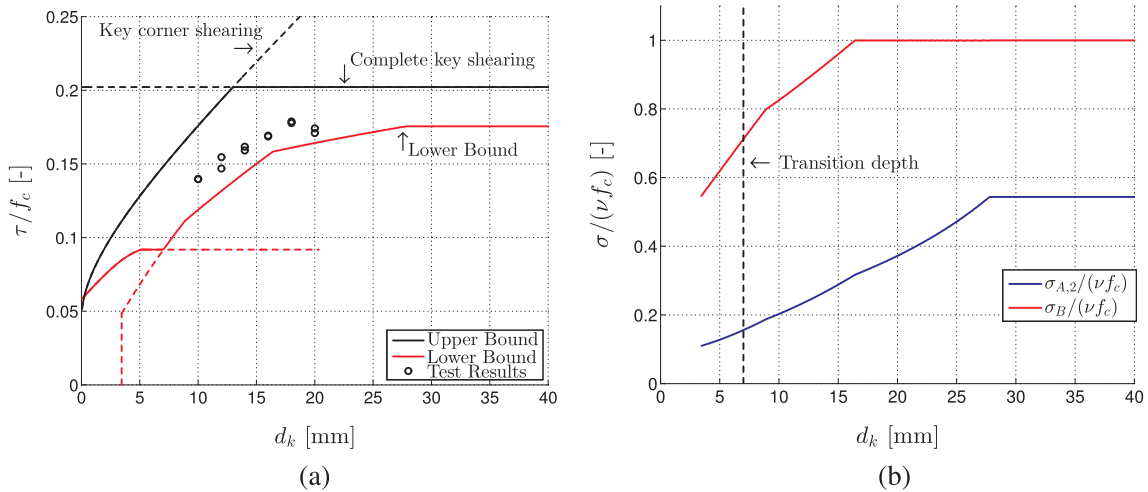 0.25
0.2
0.15
0.1
0.05
0
τ/f_c [-]
Key corner shearing
Complete key shearing
Lower Bound
Upper Bound
Lower Bound
Test Results
0 5 10 15 20 25 30 35 40
d_k [mm]
(a)
1
0.8
0.6
0.4
0.2
0
σ/(νf_c) [-]
Transition depth
σ_{A,2}/(νf_c)
σ_B/(νf_c)
0 5 10 15 20 25 30 35 40
d_k [mm]
(b)